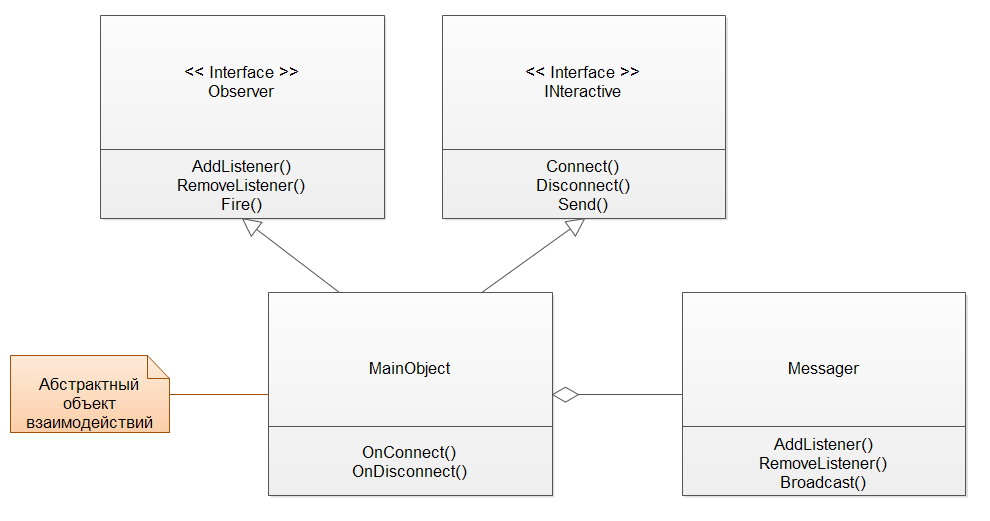 << Interface >>
Observer
AddListener()
RemoveListener()
Fire()
<< Interface >>
INteractive
Connect()
Disconnect()
Send()
Абстрактный
объект
взаимодействий
MainObject
OnConnect()
OnDisconnect()
Messager
AddListener()
RemoveListener()
Broadcast()